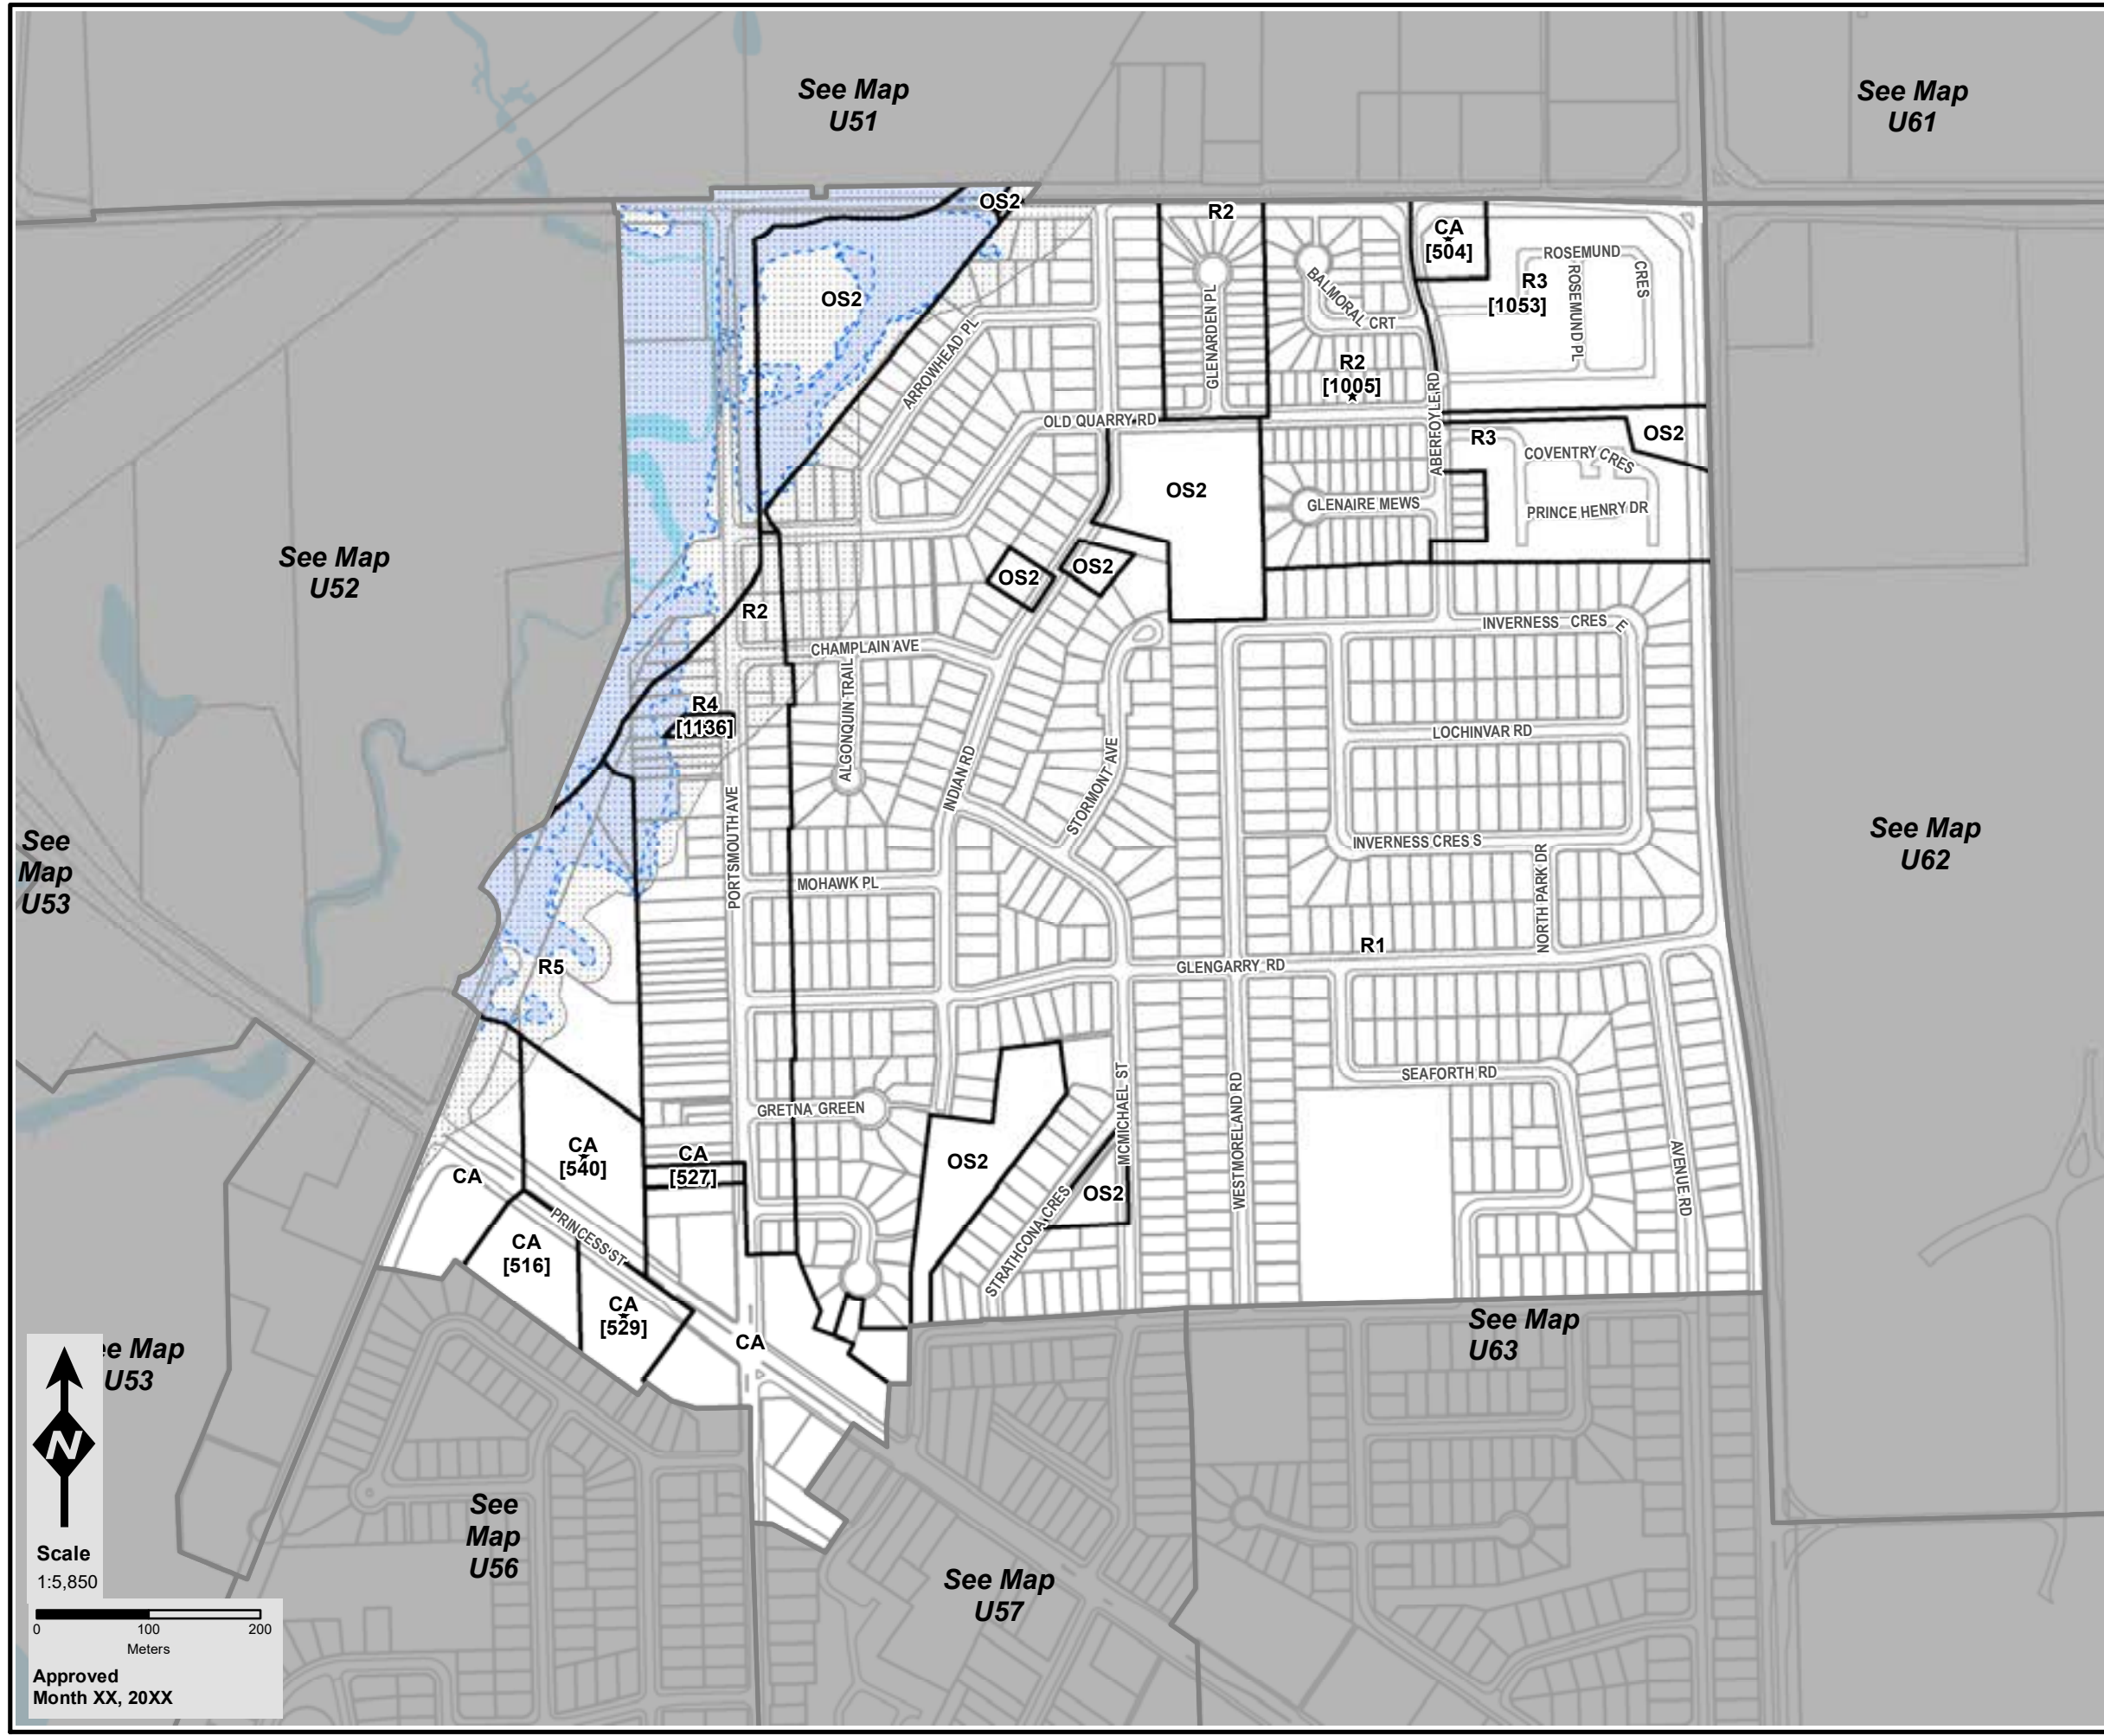 See Map
U51
See Map
U61
OS2
R2
CA
[504]
ROSEMUND
CRES
R3
[1053]
ROSEMUND PL
OS2
BALMORAL CRT
GLENARDEN PL
ARROWHEAD PL
R2
[1005]
ABERFOYLE RD
OLD QUARRY RD
R3
OS2
COVENTRY CRES
OS2
GLENAIRE MEWS
PRINCE HENRY DR
See Map
U52
OS2
OS2
R2
CHAMPLAIN AVE
INVERNESS CRES E
R4
[1136]
ALGONQUIN TRAIL
LOCHINVAR RD
INDIAN RD
STORMONT AVE
PORTSMOUTH AVE
See
Map
U53
See Map
U62
INVERNESS CRES S
MOHAWK PL
NORTH PARK DR
R1
R5
GLENGARRY RD
SEAFORTH RD
GRETNA GREEN
MCMICHAEL ST
WESTMORELAND RD
AVENUE RD
CA
[540]
CA
[527]
OS2
CA
OS2
STRATHCONA CRES
PRINCESS ST
CA
[516]
CA
[529]
CA
See Map
U63
ee Map
U53
N
See
Map
U56
See Map
U57
Scale
1:5,850
0 100 200
Meters
Approved
Month XX, 20XX